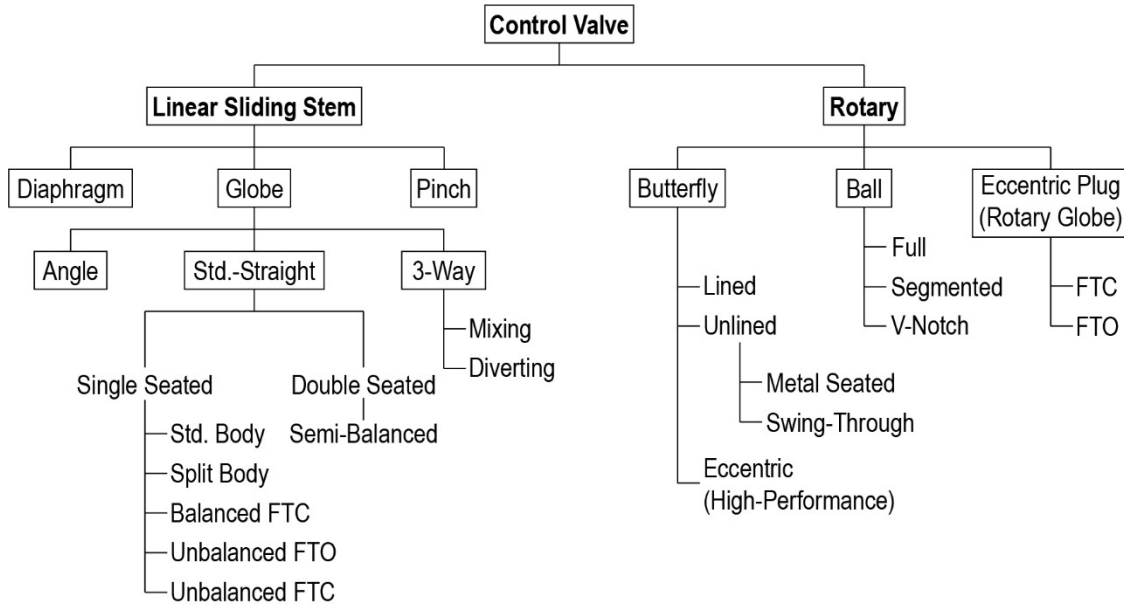 Control Valve
Linear Sliding Stem
Rotary
Diaphragm
Globe
Pinch
Butterfly
Ball
Eccentric Plug
(Rotary Globe)
Angle
Std.-Straight
3-Way
Mixing
Diverting
Single Seated
Double Seated
Std. Body
Split Body
Balanced FTC
Unbalanced FTO
Unbalanced FTC
Semi-Balanced
Lined
Unlined
Metal Seated
Swing-Through
Eccentric
(High-Performance)
Full
Segmented
V-Notch
FTC
FTO